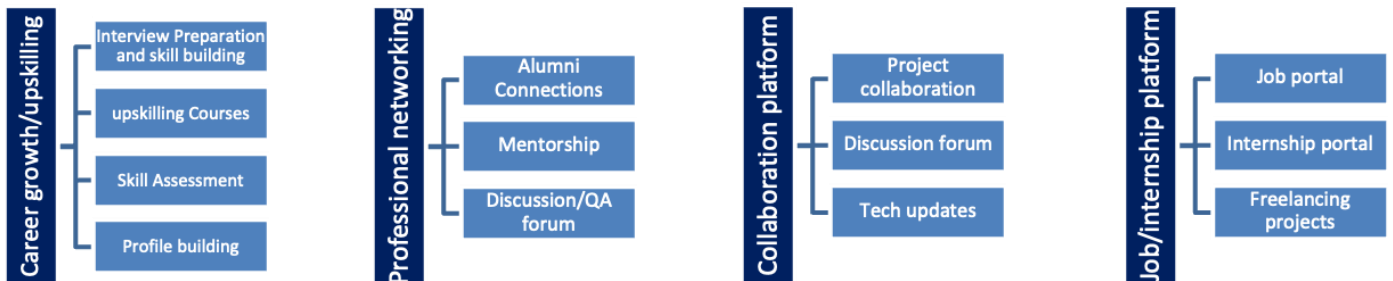 Career growth/upskilling
Interview Preparation
and skill building
upskilling Courses
Skill Assessment
Profile building
Professional networking
Alumni
Connections
Mentorship
Discussion/QA
forum
Collaboration platform
Project
collaboration
Discussion forum
Tech updates
Job/internship platform
Job portal
Internship portal
Freelancing
projects